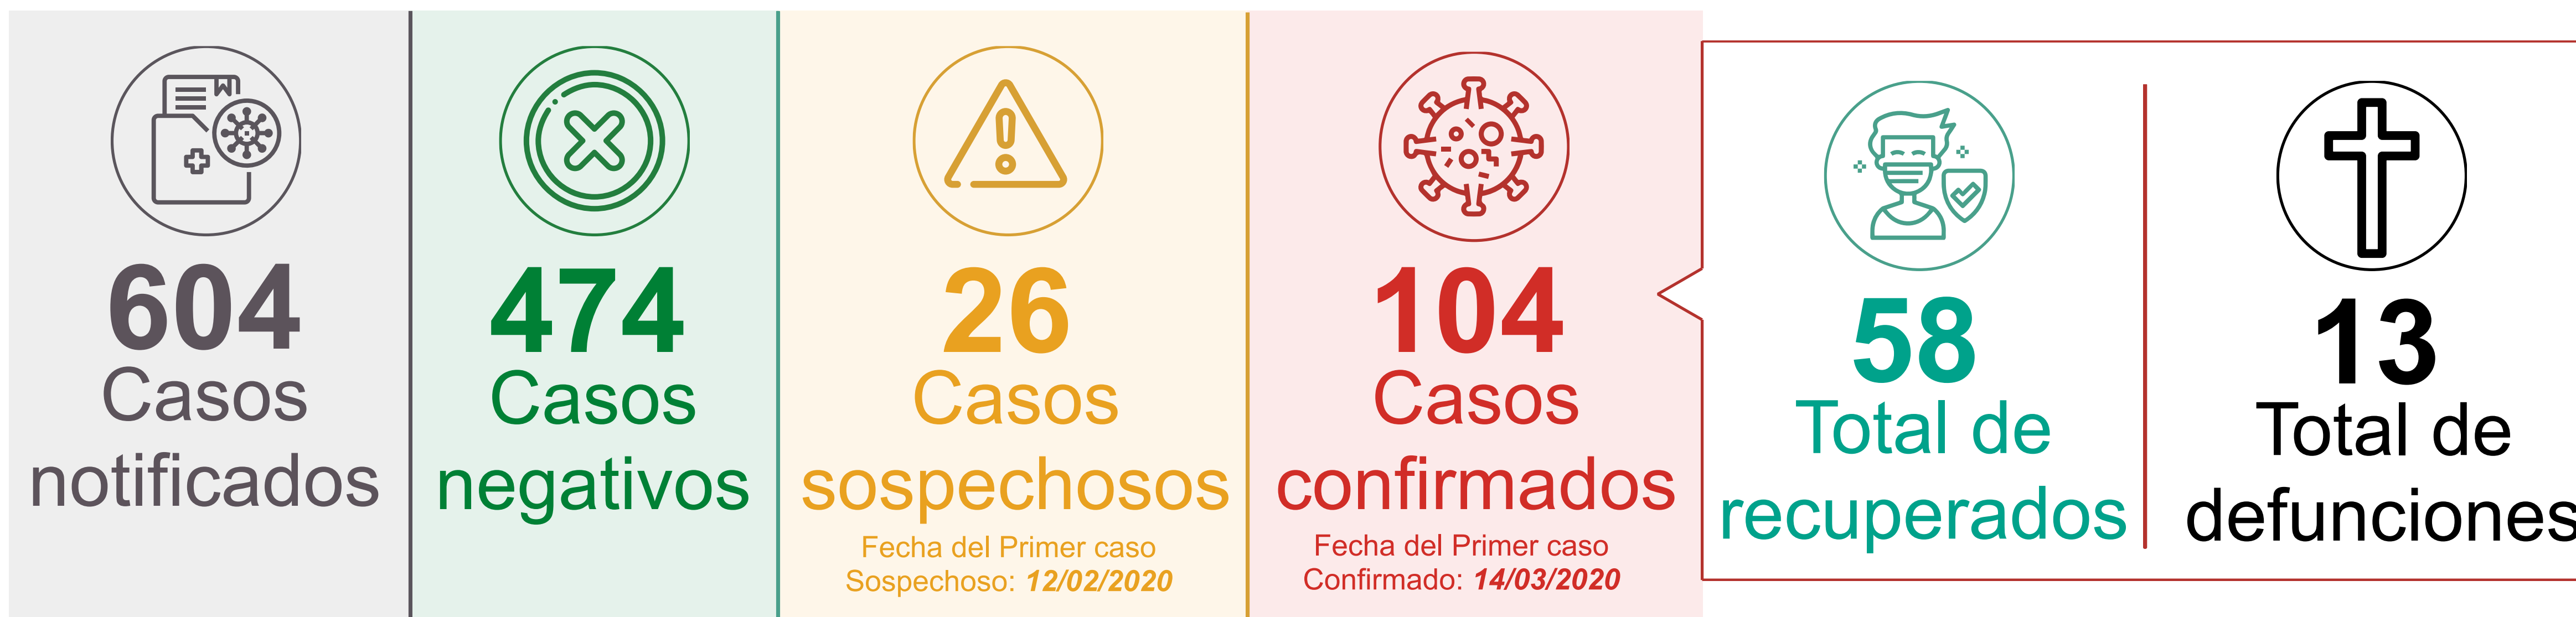 604
Casos
notificados
474
Casos
negativos
26
Casos
sospechosos
Fecha del Primer caso
Sospechoso: 12/02/2020
104
Casos
confirmados
Fecha del Primer caso
Confirmado: 14/03/2020
58
Total de
recuperados
13
Total de
defunciones